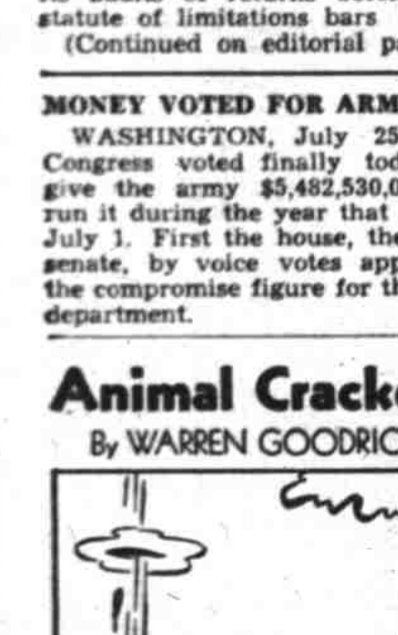 statute of limitations bars
(Continued on editorial p
MONEY VOTED FOR ARM
WASHINGTON, July 25
Congress voted finally tod
give the army $5,482,530,0
run it during the year that
July 1. First the house, the
senate, by voice votes app
the compromise figure for th
department.
Animal Cracke
By WARREN GOODRIC